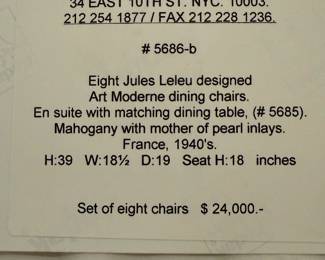 34 EAST 10TH ST. NYC. 10003.
212 254 1877 / FAX 212 228 1236.
# 5686-b
Eight Jules Leleu designed
Art Moderne dining chairs.
En suite with matching dining table, (# 5685).
Mahogany with mother of pearl inlays.
France, 1940's.
H:39 W:18½ D:19 Seat H:18 inches
Set of eight chairs $ 24,000.-